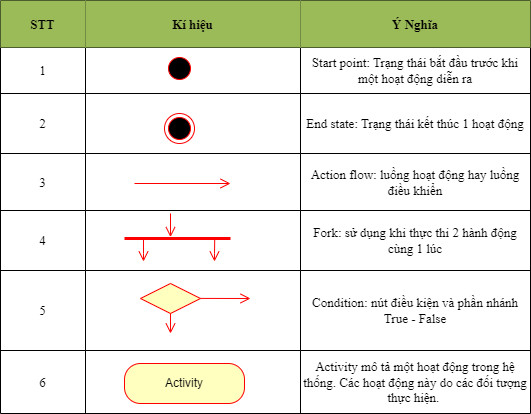 STT Kí hiệu Ý Nghĩa
1 Start point: Trạng thái bắt đầu trước khi
một hoạt động diễn ra
2 End state: Trạng thái kết thúc 1 hoạt động
3 Action flow: luồng hoạt động hay luồng
điều khiển
4 Fork: sử dụng khi thực thi 2 hành động
cùng 1 lúc
5 Condition: nút điều kiện và phần nhánh
True - False
6 Activity Activity mô tả một hoạt động trong hệ
thống. Các hoạt động này do các đối tượng
thực hiện.